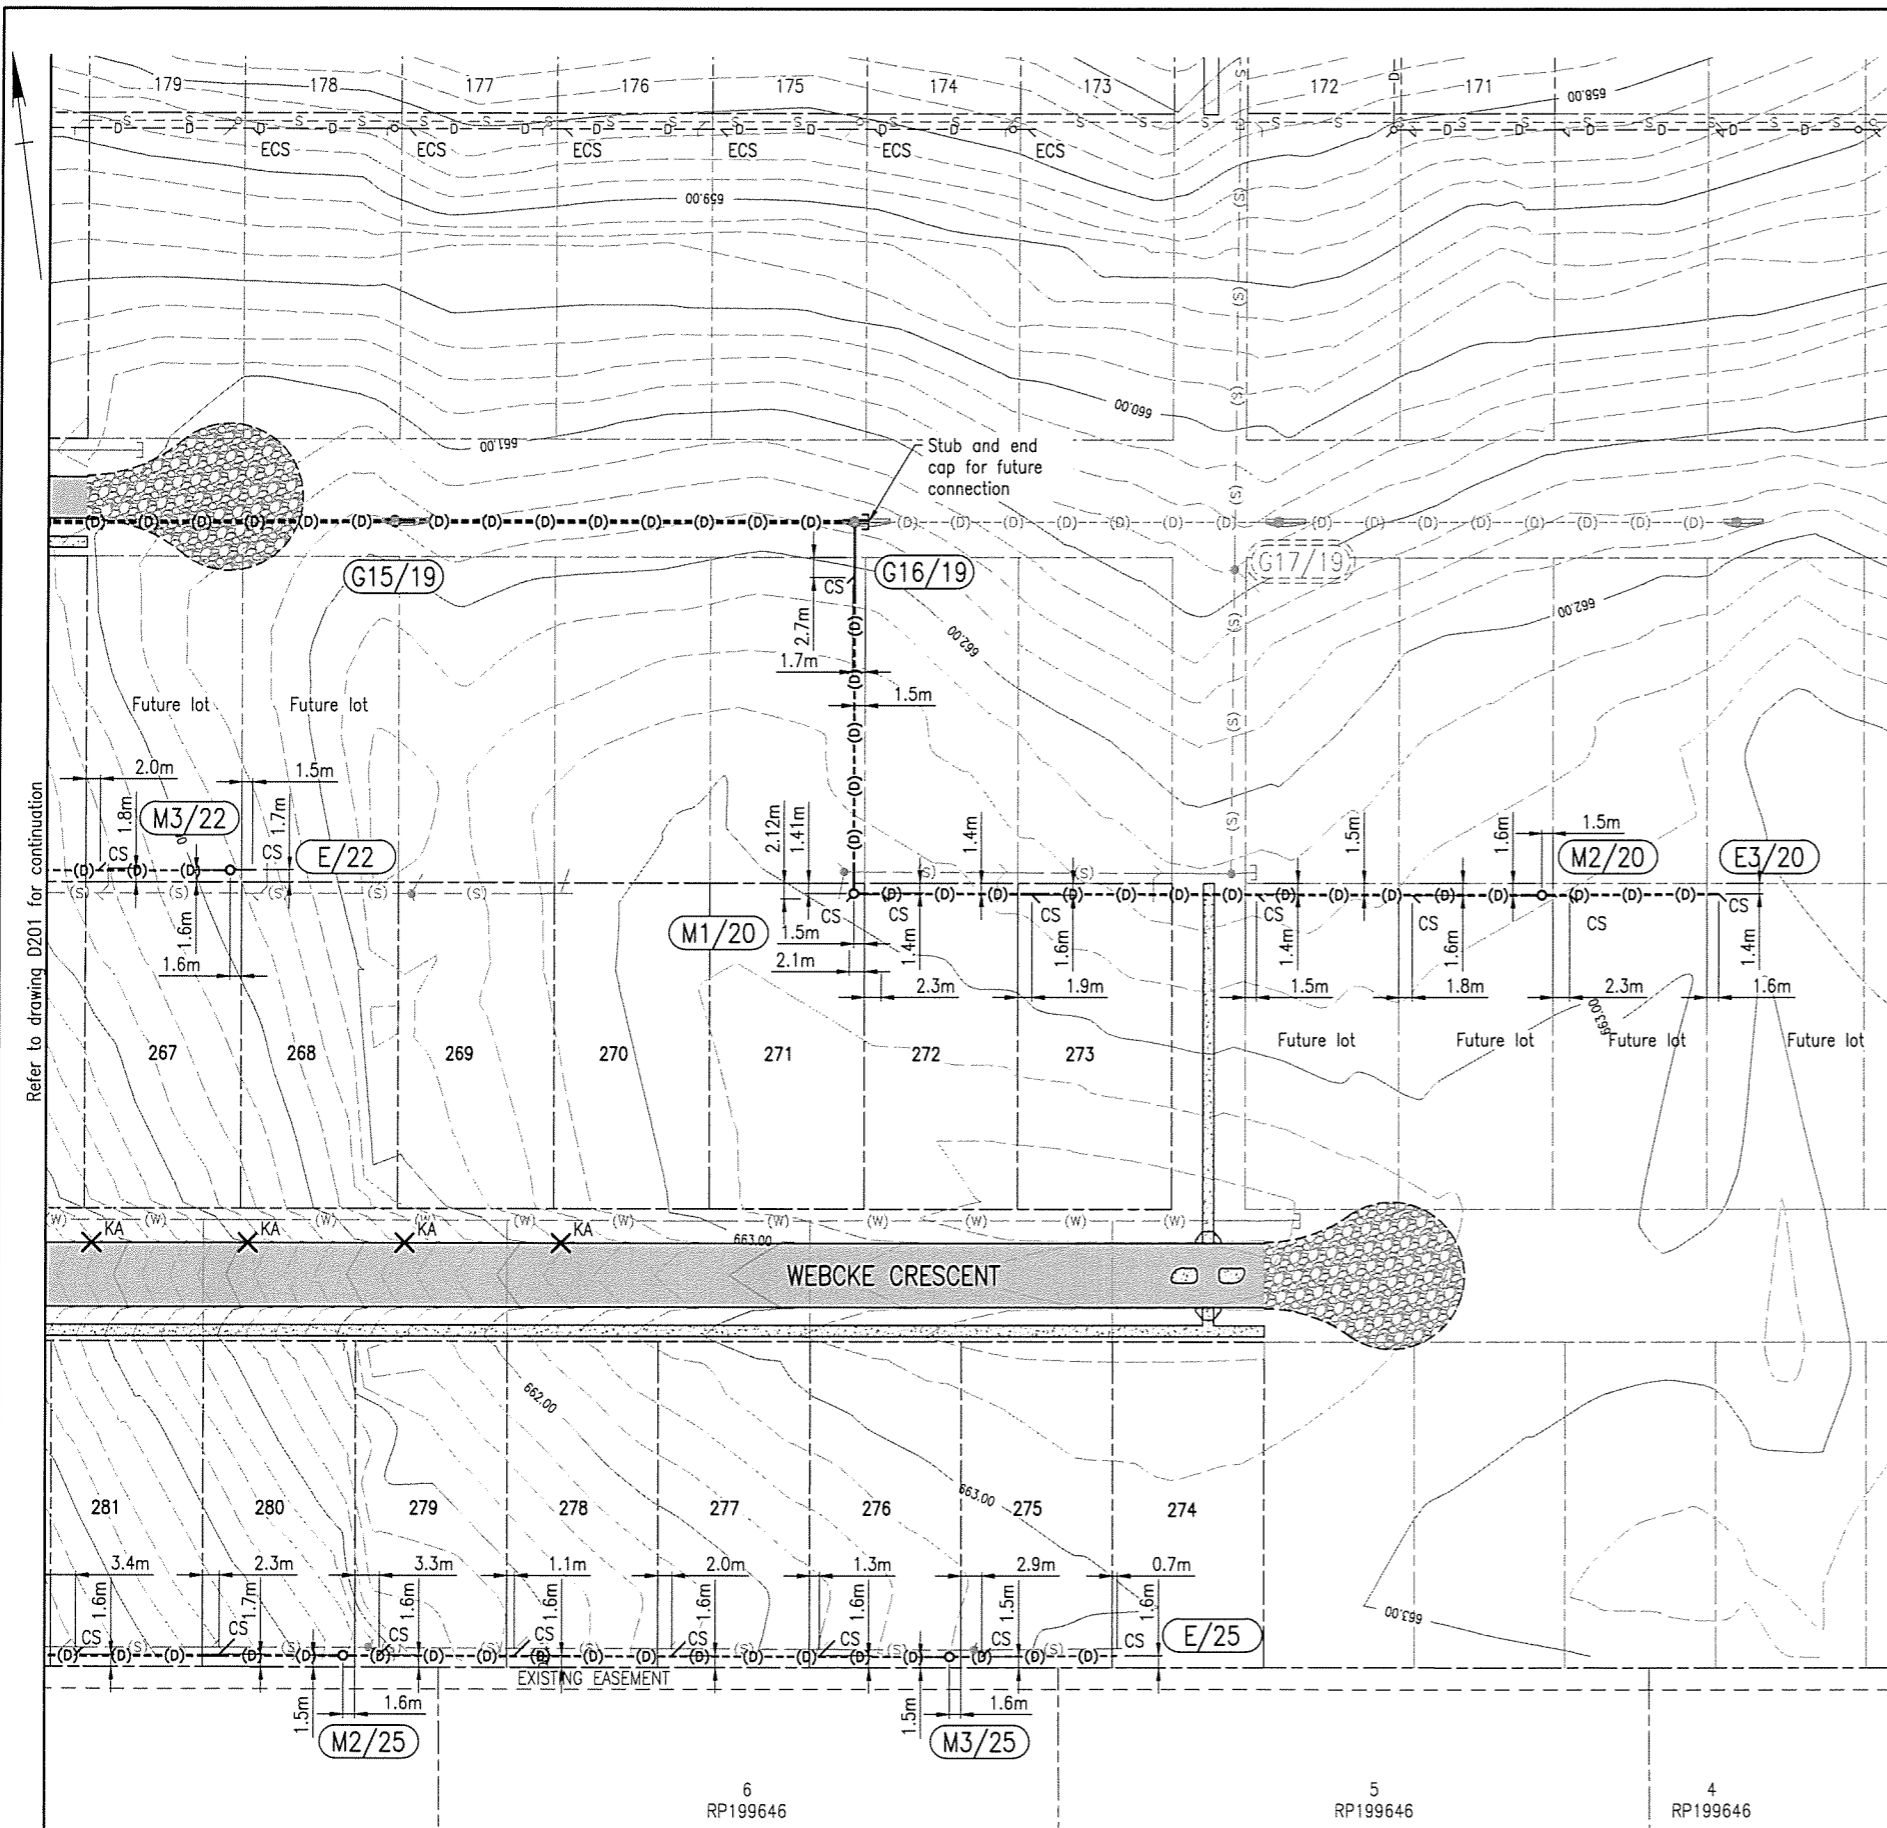 179 178 177 176 175 174 173 172 171
658.00
ECS ECS ECS ECS ECS ECS
659.00
660.00
661.00
Stub and end
cap for future
connection
G15/19
G16/19
G17/19
CS
2.7m
1.7m
1.5m
662.00
662.00
Future lot Future lot
Refer to drawing D201 for continuation
2.0m 1.5m
1.8m
M3/22
1.7m
CS CS
E/22
1.6m
1.6m
2.12m
1.41m
1.4m
1.5m
1.6m
1.5m
M2/20
E3/20
M1/20
CS CS CS CS CS CS CS
1.5m
2.1m
1.4m
2.3m
1.6m
1.9m
1.4m
1.5m
1.6m
1.8m
2.3m
1.4m
1.6m
663.00
Future lot Future lot Future lot Future lot
267 268 269 270 271 272 273
KA KA KA KA
663.00
WEBCKE CRESCENT
662.00
663.00
281 280 279 278 277 276 275 274
3.4m 2.3m 3.3m 1.1m 2.0m 1.3m 2.9m 0.7m
1.6m 1.7m 1.6m 1.6m 1.6m 1.6m 1.5m 1.6m
663.00
CS CS CS CS CS CS CS CS
E/25
EXISTING EASEMENT
1.5m 1.6m 1.5m 1.6m
M2/25
M3/25
6
RP199646
5
RP199646
4
RP199646